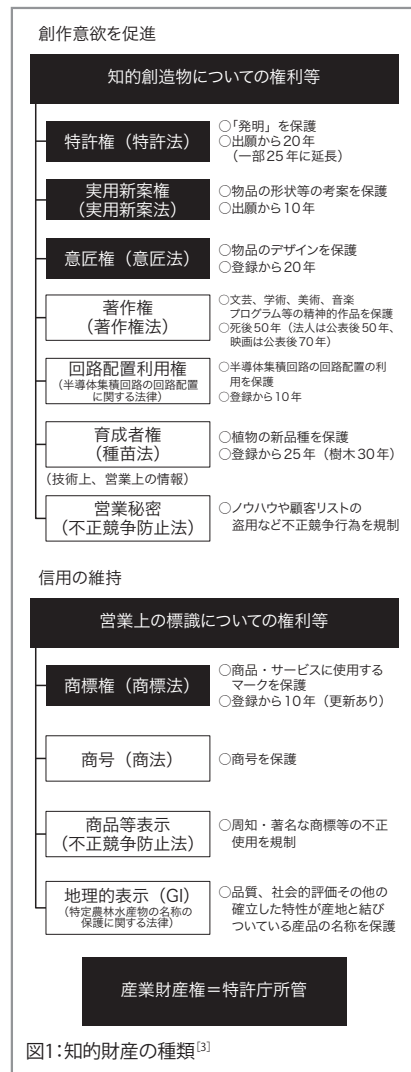 創作意欲を促進
知的創造物についての権利等
特許権（特許法）
○「発明」を保護
○出願から20年
（一部25年に延長）
実用新案権
（実用新案法）
○物品の形状等の考案を保護
○出願から10年
意匠権（意匠法）
○物品のデザインを保護
○登録から20年
著作権
（著作権法）
○文芸、学術、美術、音楽
プログラム等の精神的作品を保護
○死後50年（法人は公表後50年、
映画は公表後70年）
回路配置利用権
（半導体集積回路の回路配置
に関する法律）
○半導体集積回路の回路配置の利
用を保護
○登録から10年
育成者権
（種苗法）
○植物の新品種を保護
○登録から25年（樹木30年）
（技術上、営業上の情報）
営業秘密
（不正競争防止法）
○ノウハウや顧客リストの
盗用など不正競争行為を規制
信用の維持
営業上の標識についての権利等
商標権（商標法）
○商品・サービスに使用する
マークを保護
○登録から10年（更新あり）
商号（商法）
○商号を保護
商品等表示
（不正競争防止法）
○周知・著名な商標等の不正
使用を規制
地理的表示（GI）
（特定農林水産物の名称の
保護に関する法律）
○品質、社会的評価その他の
確立した特性が産地と結び
ついている産品の名称を保護
産業財産権＝特許庁所管
図1：知的財産の種類[3]